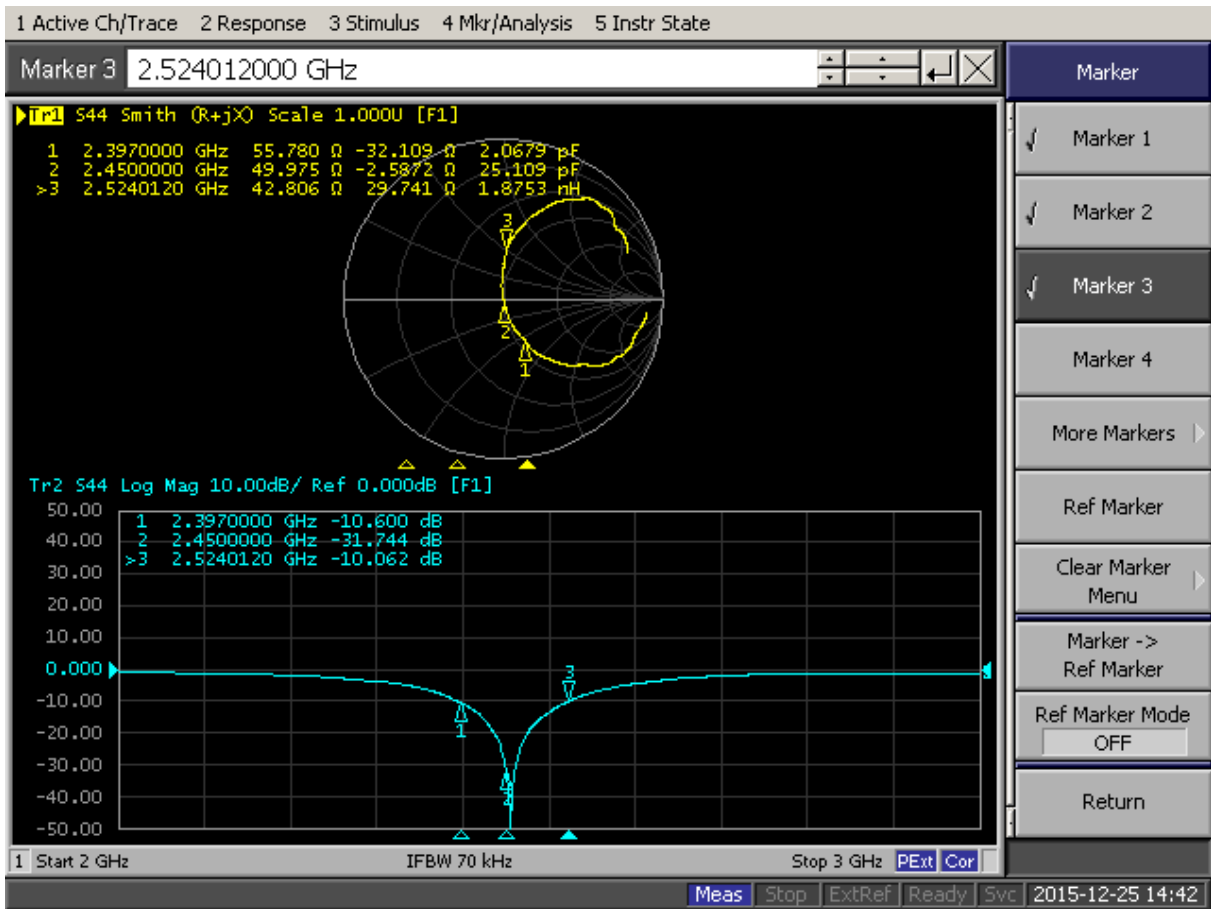 1 Active Ch/Trace 2 Response 3 Stimulus 4 Mkr/Analysis 5 Instr State
Marker 3 2.524012000 GHz
Marker
Tr1 S44 Smith (R+jX) Scale 1.000U [F1]
1 2.3970000 GHz 55.780 Ω -32.109 Ω 2.0679 pF
2 2.4500000 GHz 49.975 Ω -2.5872 Ω 25.109 pF
>3 2.5240120 GHz 42.806 Ω 29.741 Ω 1.8753 nH
3
2
1
Marker 1
Marker 2
Marker 3
Marker 4
More Markers
Ref Marker
Clear Marker
Menu
Marker ->
Ref Marker
Ref Marker Mode
OFF
Return
Tr2 S44 Log Mag 10.00dB/ Ref 0.000dB [F1]
50.00
40.00
30.00
20.00
10.00
0.000
-10.00
-20.00
-30.00
-40.00
-50.00
1 2.3970000 GHz -10.600 dB
2 2.4500000 GHz -31.744 dB
>3 2.5240120 GHz -10.062 dB
3
1
1 Start 2 GHz IFBW 70 kHz Stop 3 GHz PExt Cor
Meas Stop ExtRef Ready Svc 2015-12-25 14:42